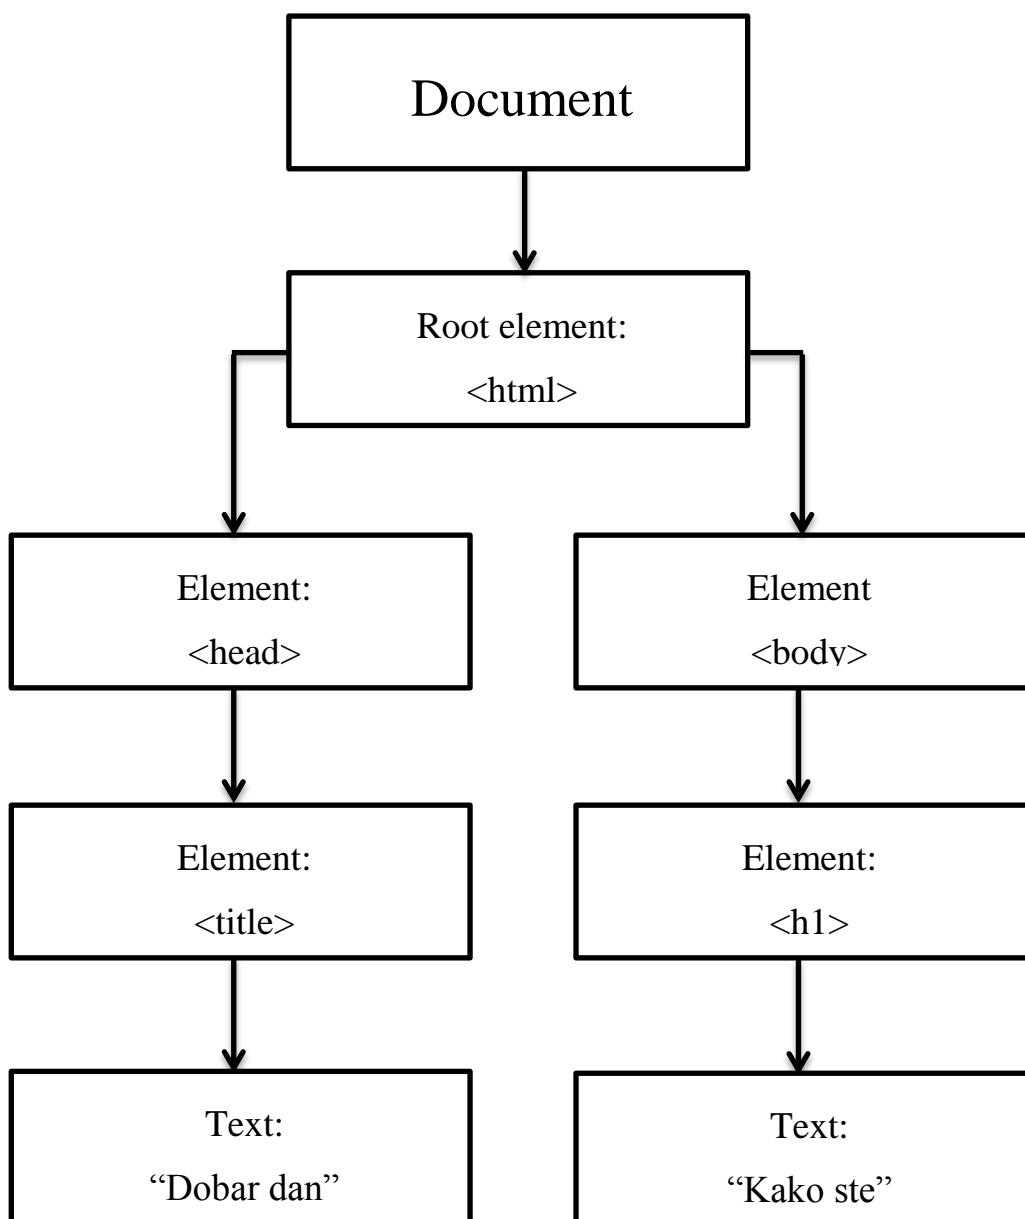 Document
Root element:
<html>
Element:
<head>
Element
<body>
Element:
<title>
Element:
<h1>
Text:
“Dobar dan”
Text:
“Kako ste”